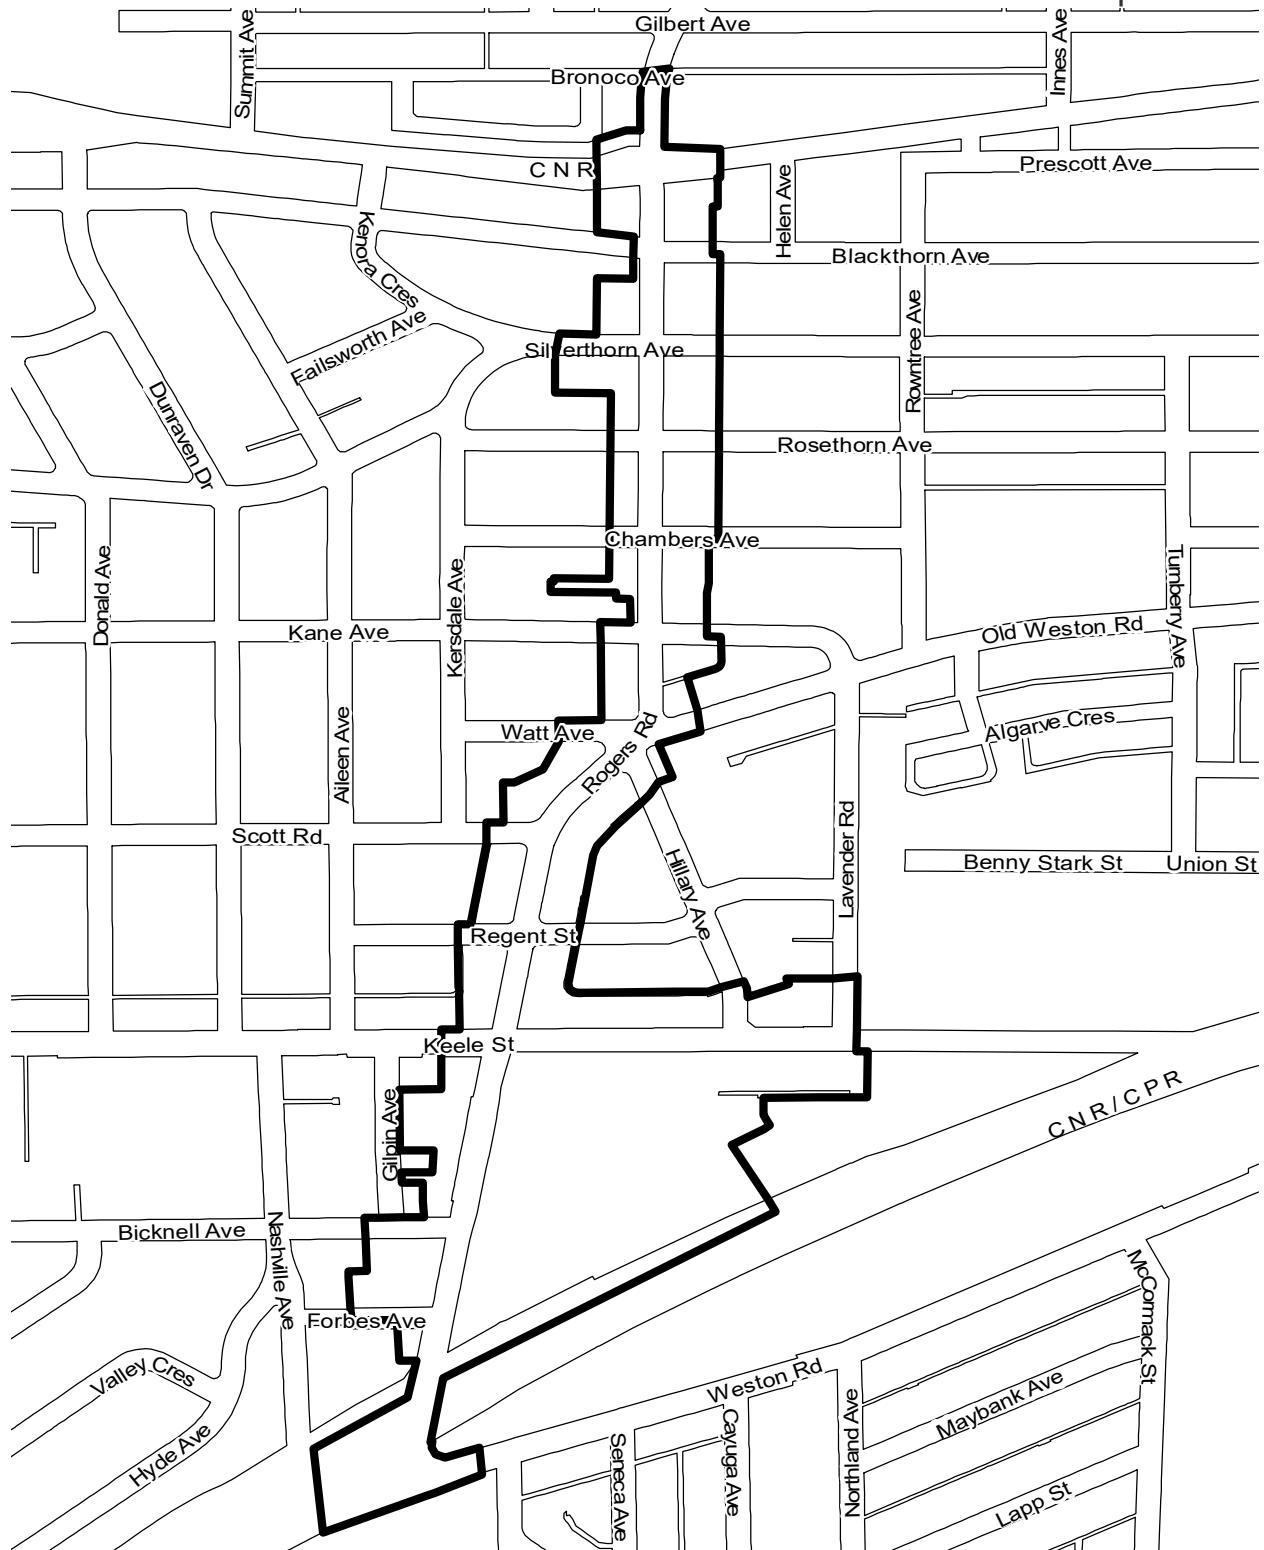 Gilbert Ave
Summit Ave
Innes Ave
Bronoco Ave
C N R
Prescott Ave
Helen Ave
Kenora Cres
Blackthorn Ave
Failsworth Ave
Silverthorn Ave
Rowntree Ave
Dunraven Dr
Rosethorn Ave
Chambers Ave
Donald Ave
Kersdale Ave
Turnberry Ave
Kane Ave
Old Weston Rd
Aileen Ave
Watt Ave
Rogers Rd
Algarve Cres
Scott Rd
Hillary Ave
Lavender Rd
Benny Stark St
Union St
Regent St
Keele St
Gilpin Ave
C N R / C P R
Bicknell Ave
Nashville Ave
McCormack St
Forbes Ave
Valley Cres
Weston Rd
Maybank Ave
Northland Ave
Cayuga Ave
Seneca Ave
Hyde Ave
Lapp St